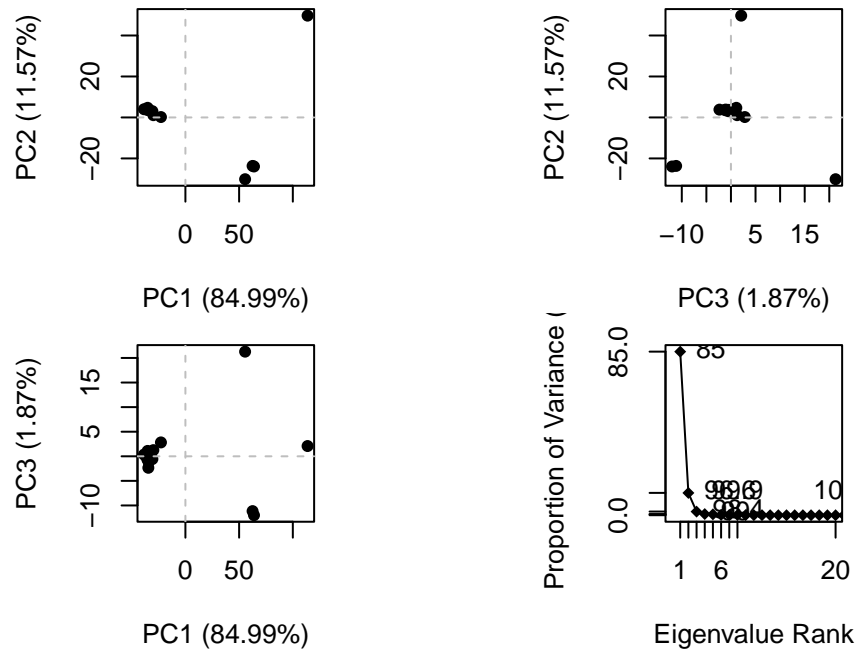 PC2 (11.57%)
20
−20
0 50
PC1 (84.99%)
PC2 (11.57%)
20
−20
−10 5 15
PC3 (1.87%)
PC3 (1.87%)
15
5
−10
0 50
PC1 (84.99%)
Proportion of Variance (
85.0
0.0
85
10
1 6 20
Eigenvalue Rank